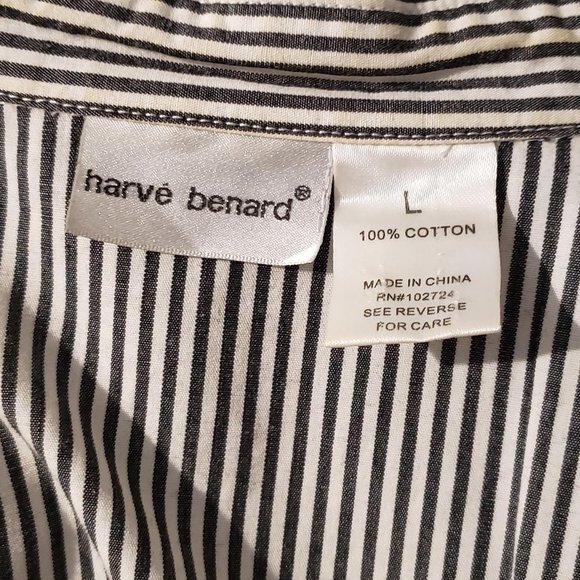 harvé benard®
L
100% COTTON
MADE IN CHINA
RN#102724
SEE REVERSE
FOR CARE